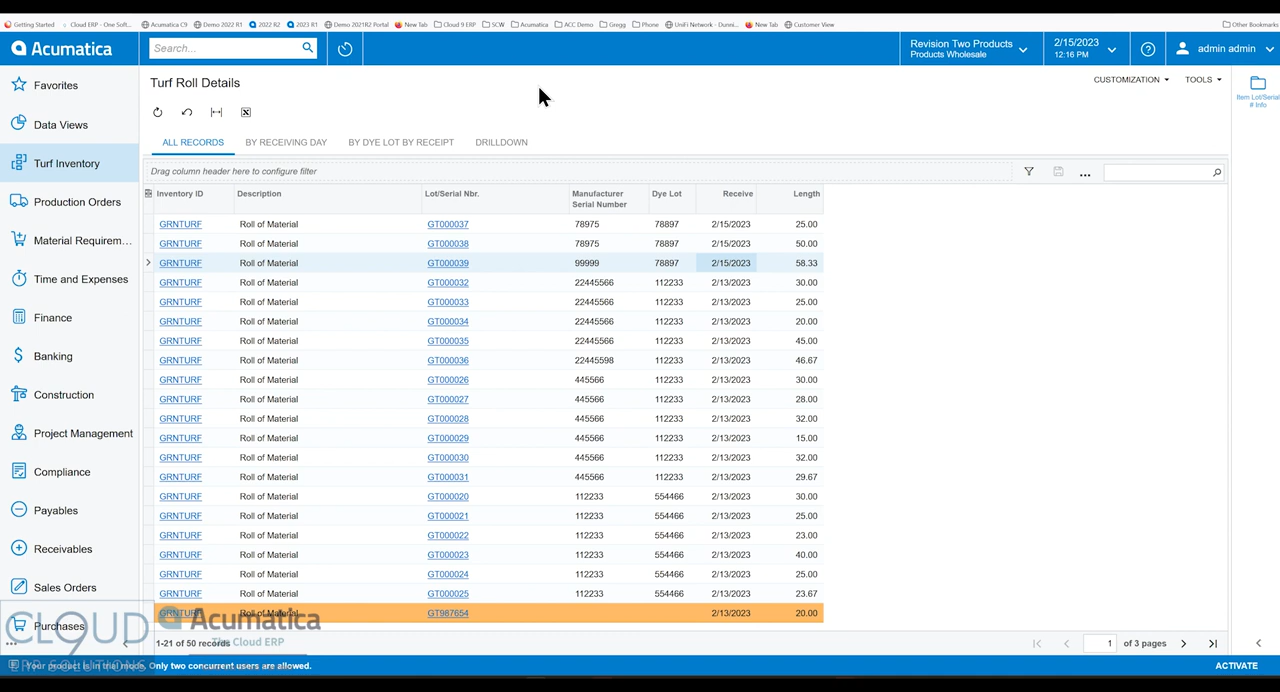 Getting Started Cloud ERP - One Soft... Acumatica C9 Demo 2022 R1 2022 R2 2023 R1 Demo 2021R2 Portal New Tab Cloud 9 ERP SCW Acumatica ACC Demo Gregg Phone UniFi Network - Dunni... New Tab Customer View Other Bookmarks
Acumatica Search... Revision Two Products Products Wholesale 2/15/2023 12:16 PM admin admin
Favorites
Data Views
Turf Inventory
Production Orders
Material Requirem...
Time and Expenses
Finance
Banking
Construction
Project Management
Compliance
Payables
Receivables
Sales Orders
Purchases
Turf Roll Details CUSTOMIZATION TOOLS
Item Lot/Serial # Info
ALL RECORDS BY RECEIVING DAY BY DYE LOT BY RECEIPT DRILLDOWN
Drag column header here to configure filter
Inventory ID Description Lot/Serial Nbr. Manufacturer Serial Number Dye Lot Receive Length
GRNTURF Roll of Material GT000037 78975 78897 2/15/2023 25.00
GRNTURF Roll of Material GT000038 78975 78897 2/15/2023 50.00
GRNTURF Roll of Material GT000039 99999 78897 2/15/2023 58.33
GRNTURF Roll of Material GT000032 22445566 112233 2/13/2023 30.00
GRNTURF Roll of Material GT000033 22445566 112233 2/13/2023 25.00
GRNTURF Roll of Material GT000034 22445566 112233 2/13/2023 20.00
GRNTURF Roll of Material GT000035 22445566 112233 2/13/2023 45.00
GRNTURF Roll of Material GT000036 22445598 112233 2/13/2023 46.67
GRNTURF Roll of Material GT000026 445566 112233 2/13/2023 30.00
GRNTURF Roll of Material GT000027 445566 112233 2/13/2023 28.00
GRNTURF Roll of Material GT000028 445566 112233 2/13/2023 32.00
GRNTURF Roll of Material GT000029 445566 112233 2/13/2023 15.00
GRNTURF Roll of Material GT000030 445566 112233 2/13/2023 32.00
GRNTURF Roll of Material GT000031 445566 112233 2/13/2023 29.67
GRNTURF Roll of Material GT000020 112233 554466 2/13/2023 30.00
GRNTURF Roll of Material GT000021 112233 554466 2/13/2023 25.00
GRNTURF Roll of Material GT000022 112233 554466 2/13/2023 23.00
GRNTURF Roll of Material GT000023 112233 554466 2/13/2023 40.00
GRNTURF Roll of Material GT000024 112233 554466 2/13/2023 25.00
GRNTURF Roll of Material GT000025 112233 554466 2/13/2023 23.67
GRNTURF Roll of Material GT987654 2/13/2023 20.00
CLOUD 9 ERP SOLUTIONS
Acumatica
The Cloud ERP
1-21 of 50 records 1 of 3 pages
Your product is in trial mode. Only two concurrent users are allowed. ACTIVATE